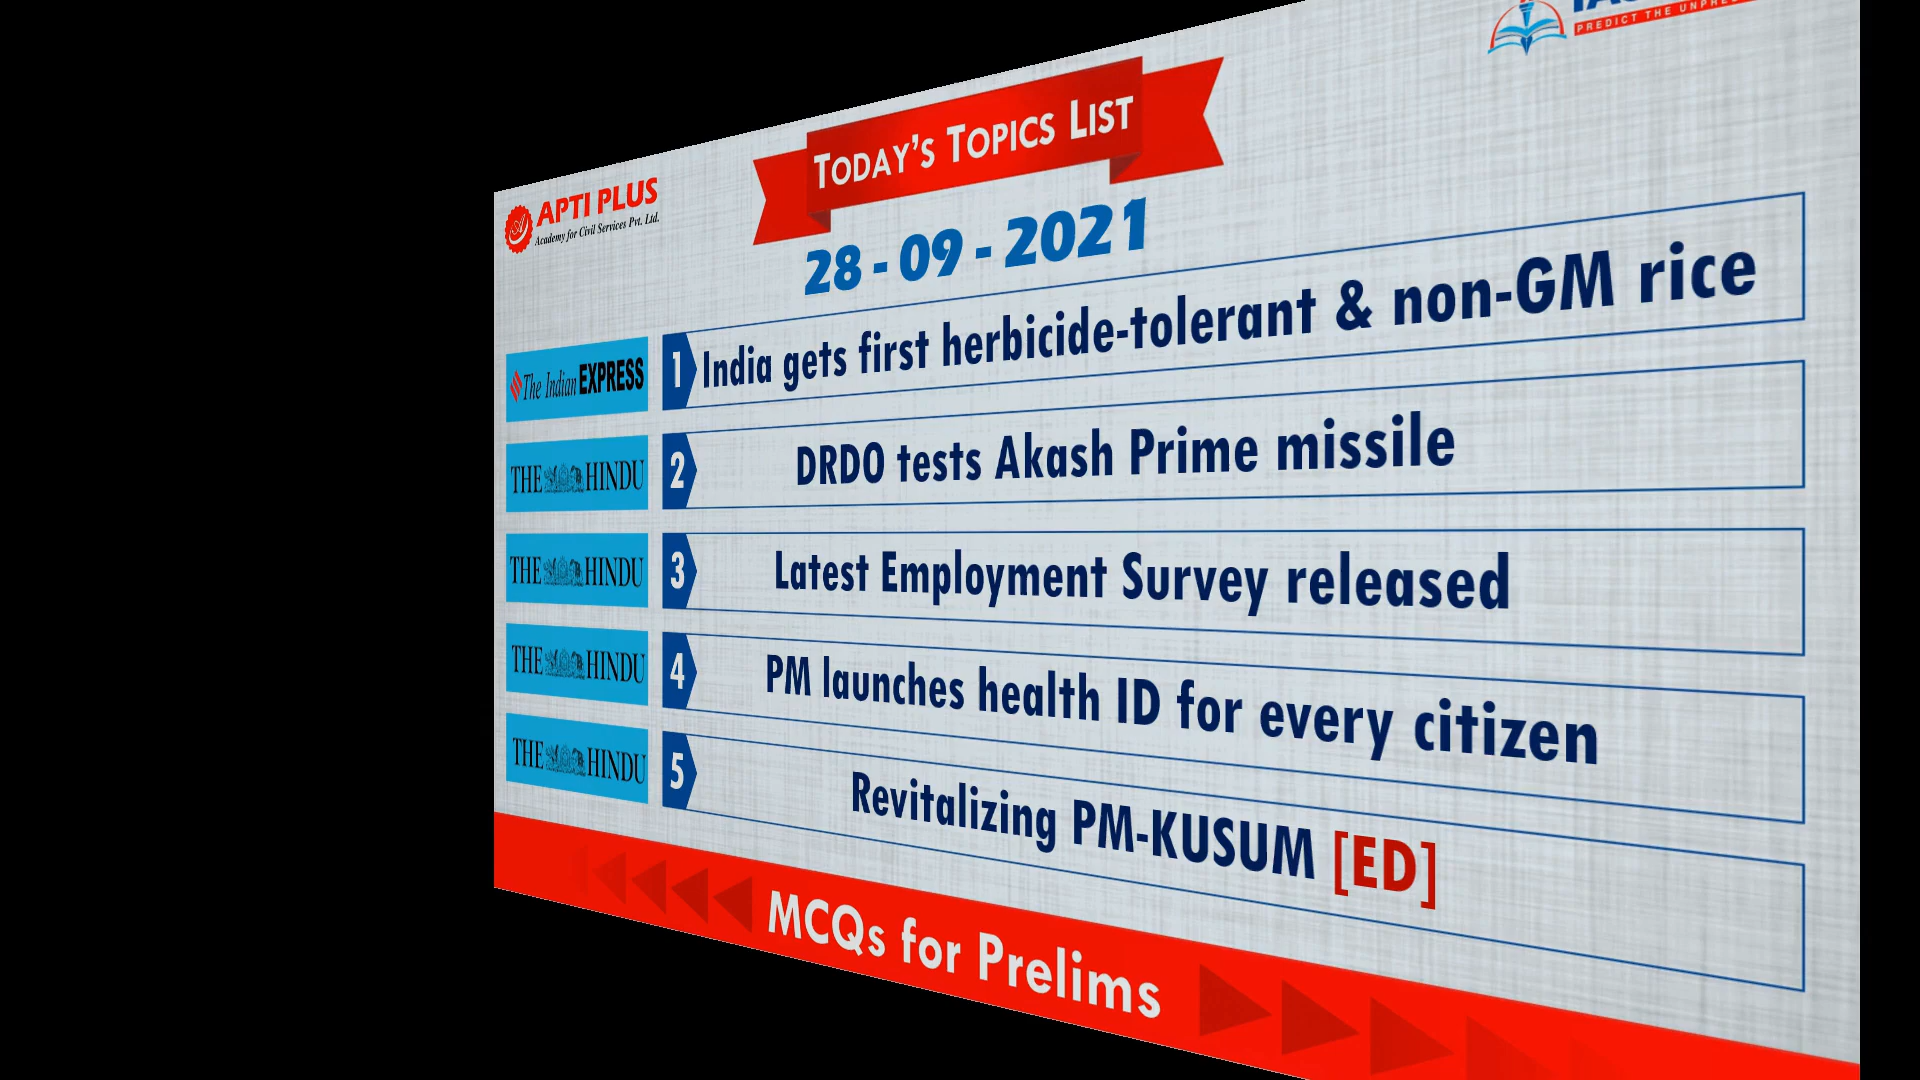 PREDICT THE
TODAY'S TOPICS LIST
APTI PLUS
Academy for Civil Services Pvt. Ltd.
28 - 09 - 2021
The Indian EXPRESS
1 India gets first herbicide-tolerant & non-GM rice
THE HINDU
2 DRDO tests Akash Prime missile
THE HINDU
3 Latest Employment Survey released
THE HINDU
4 PM launches health ID for every citizen
THE HINDU
5 Revitalizing PM-KUSUM [ED]
MCQs for Prelims